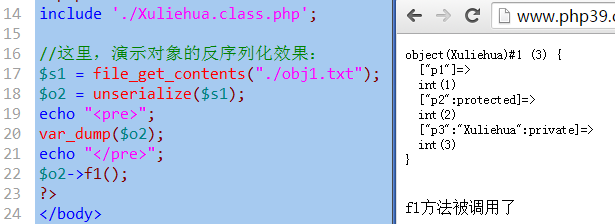 14 include './Xuliehua.class.php';
15
16 //这里，演示对象的反序列化效果：
17 $s1 = file_get_contents("./obj1.txt");
18 $o2 = unserialize($s1);
19 echo "<pre>";
20 var_dump($o2);
21 echo "</pre>";
22 $o2->f1();
23 ?>
24 </body>
www.php39.
object(Xuliehua)#1 (3) {
["p1"]=>
int(1)
["p2":protected]=>
int(2)
["p3":"Xuliehua":private]=>
int(3)
}
f1方法被调用了